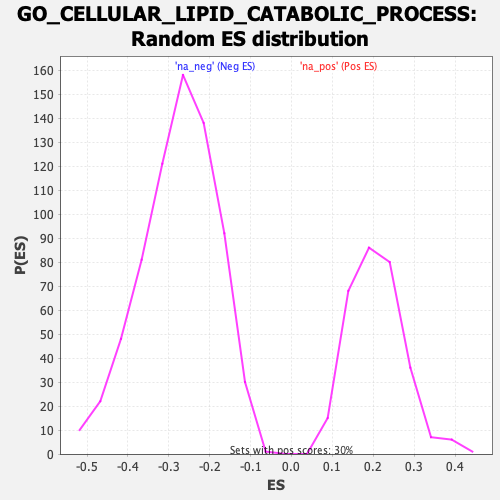 GO_CELLULAR_LIPID_CATABOLIC_PROCESS:
Random ES distribution
'na_neg' (Neg ES) 'na_pos' (Pos ES)
160
150
140
130
120
110
100
90
80
70
60
50
40
30
20
10
0
P(ES)
Sets with pos scores: 30%
-0.5 -0.4 -0.3 -0.2 -0.1 0.0 0.1 0.2 0.3 0.4
ES